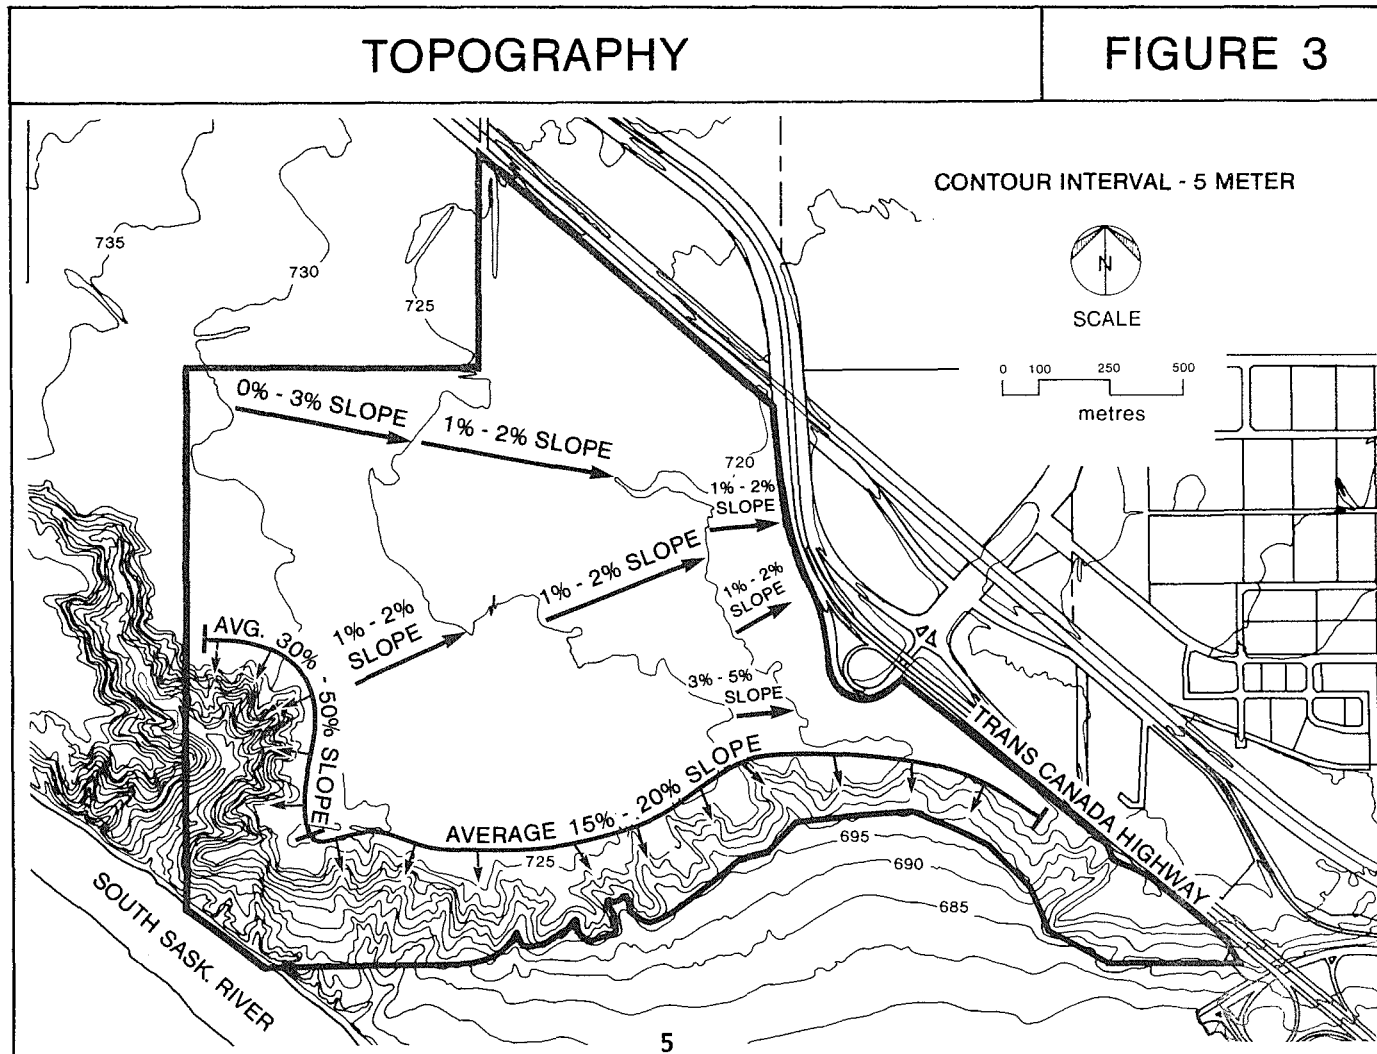 TOPOGRAPHY
FIGURE 3
CONTOUR INTERVAL - 5 METER
N
SCALE
0 100 250 500
metres
735
730
725
0% - 3% SLOPE
1% - 2% SLOPE
720
1% - 2%
SLOPE
1% - 2% SLOPE
1% - 2%
SLOPE
1% - 2%
SLOPE
AVG. 30% - 50% SLOPE
3% - 5%
SLOPE
TRANS CANADA HIGHWAY
AVERAGE 15% - 20% SLOPE
725
695
690
685
SOUTH SASK. RIVER
5